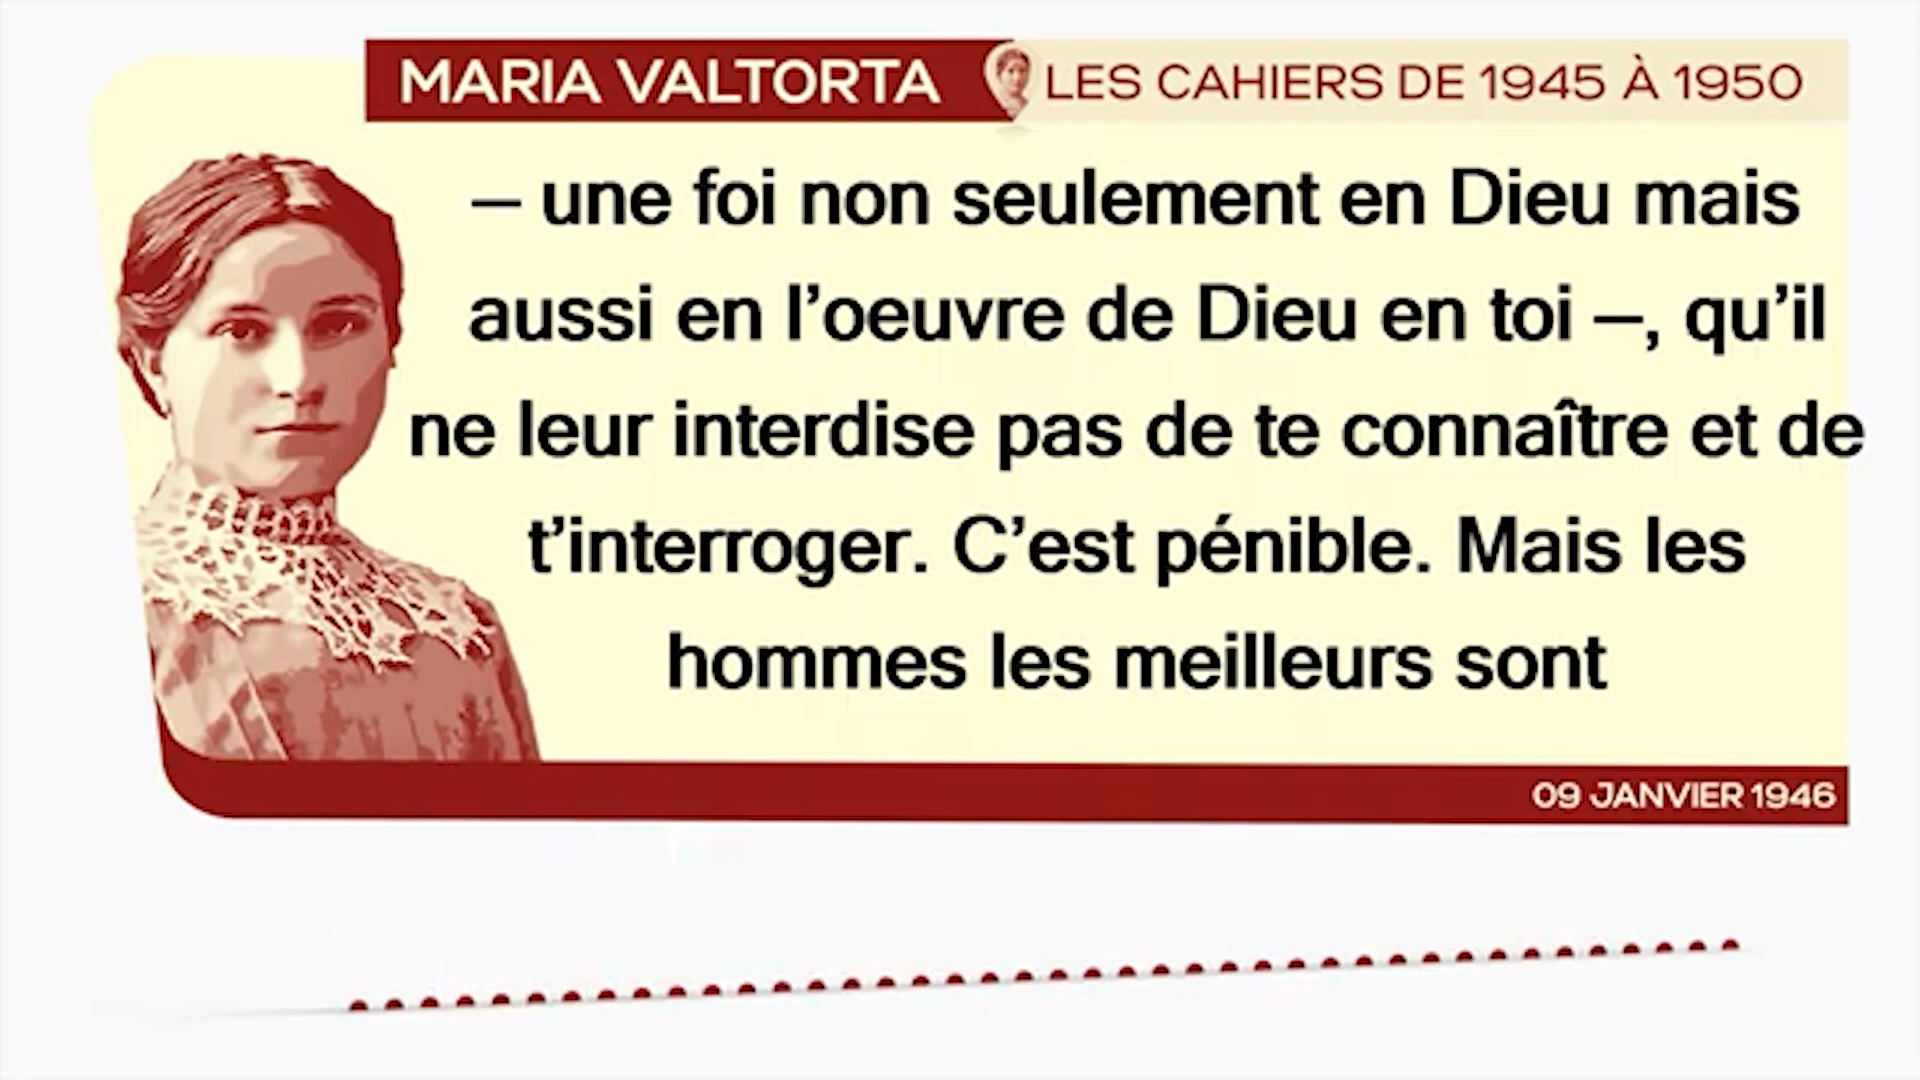 MARIA VALTORTA LES CAHIERS DE 1945 À 1950
– une foi non seulement en Dieu mais
aussi en l’oeuvre de Dieu en toi –, qu’il
ne leur interdise pas de te connaître et de
t’interroger. C’est pénible. Mais les
hommes les meilleurs sont
09 JANVIER 1946